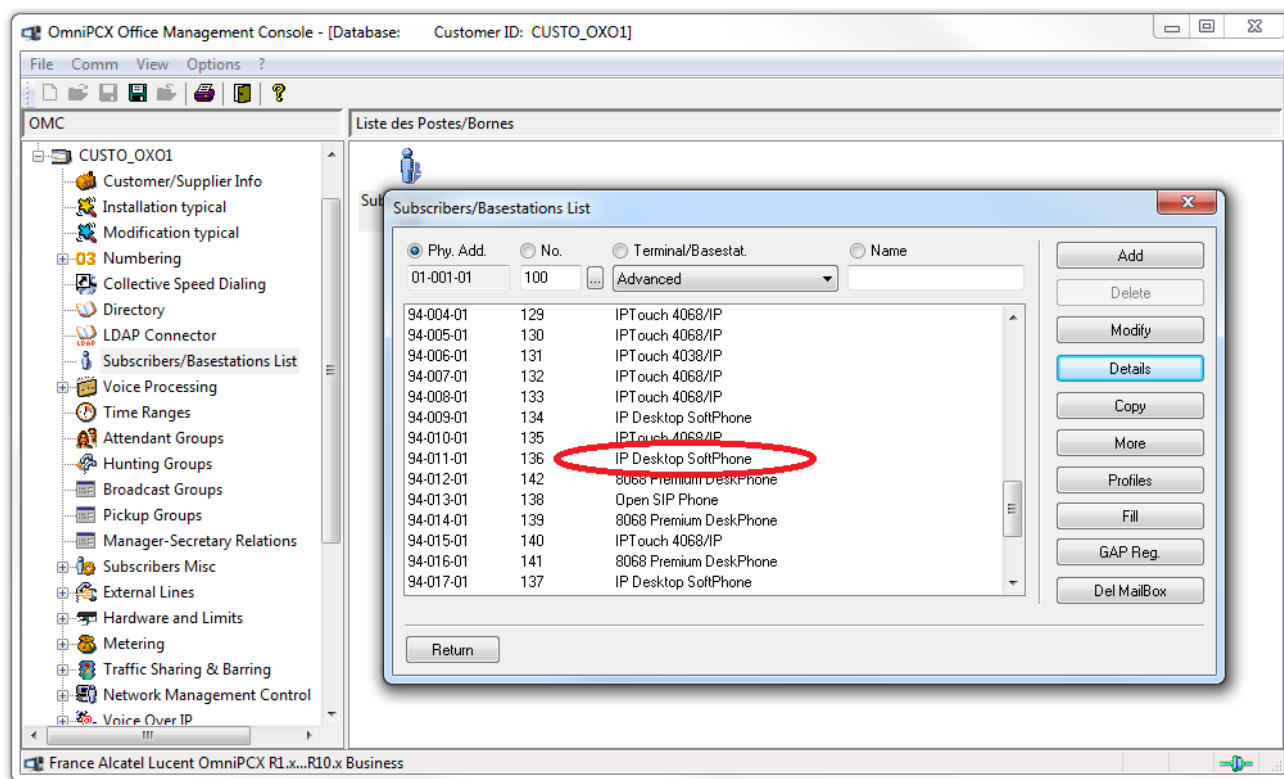 OmniPCX Office Management Console - [Database: Customer ID: CUSTO_OXO1]
File Comm View Options ?
OMC
Liste des Postes/Bornes
CUSTO_OXO1
Customer/Supplier Info
Installation typical
Modification typical
03 Numbering
Collective Speed Dialing
Directory
LDAP LDAP Connector
Subscribers/Basestations List
Voice Processing
Time Ranges
Attendant Groups
Hunting Groups
Broadcast Groups
Pickup Groups
Manager-Secretary Relations
Subscribers Misc
External Lines
Hardware and Limits
Metering
Traffic Sharing & Barring
Network Management Control
Voice Over IP
Sub
Subscribers/Basestations List
Phy. Add. No. Terminal/Basestat. Name
01-001-01 100 ... Advanced
94-004-01 129 IPTouch 4068/IP
94-005-01 130 IPTouch 4068/IP
94-006-01 131 IPTouch 4038/IP
94-007-01 132 IPTouch 4068/IP
94-008-01 133 IPTouch 4068/IP
94-009-01 134 IP Desktop SoftPhone
94-010-01 135 IPTouch 4068/IP
94-011-01 136 IP Desktop SoftPhone
94-012-01 142 8068 Premium DeskPhone
94-013-01 138 Open SIP Phone
94-014-01 139 8068 Premium DeskPhone
94-015-01 140 IPTouch 4068/IP
94-016-01 141 8068 Premium DeskPhone
94-017-01 137 IP Desktop SoftPhone
Add
Delete
Modify
Details
Copy
More
Profiles
Fill
GAP Reg.
Del MailBox
Return
France Alcatel Lucent OmniPCX R1.x...R10.x Business